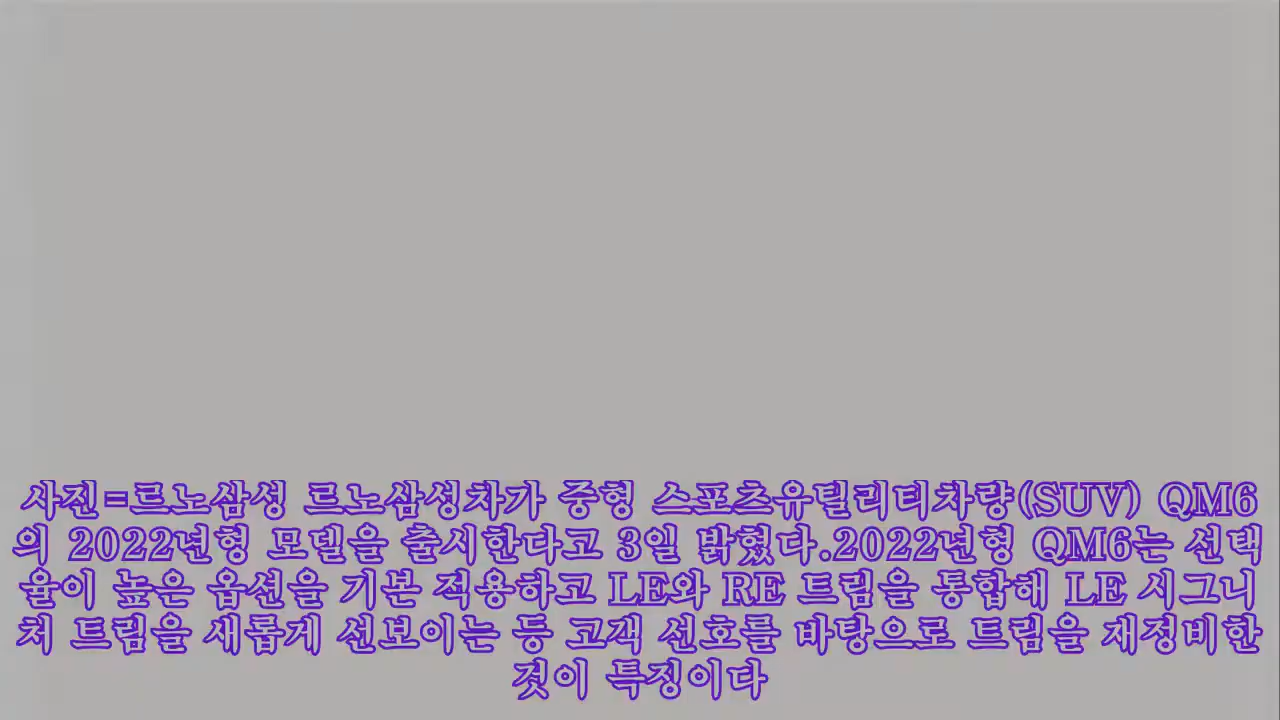 사진=르노삼성 르노삼성차가 중형 스포츠유틸리티차량(SUV) QM6
의 2022년형 모델을 출시한다고 3일 밝혔다.2022년형 QM6는 선택
율이 높은 옵션을 기본 적용하고 LE와 RE 트림을 통합해 LE 시그니
처 트림을 새롭게 선보이는 등 고객 선호를 바탕으로 트림을 재정비한
것이 특징이다